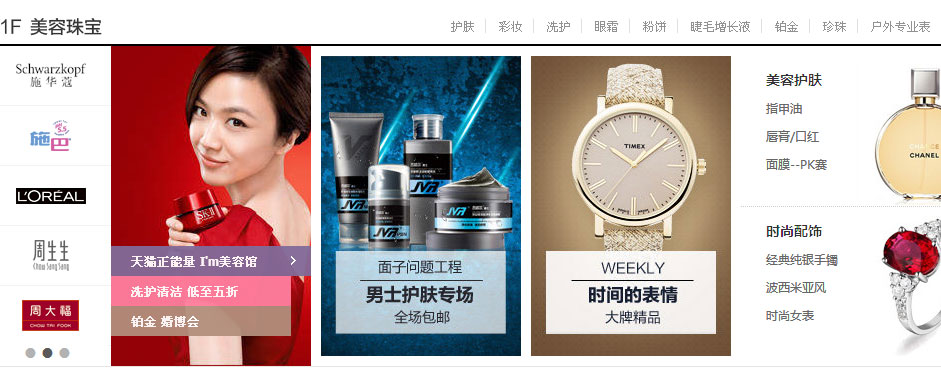 1F 美容珠宝
护肤 彩妆 洗护 眼霜 粉饼 睫毛增长液 铂金 珍珠 户外专业表
Schwarzkopf
施华蔻
施巴
L'ORÉAL
周生生
Chow Sang Sang
周大福
CHOW TAI FOOK
SK-II
天猫正能量 I'm美容馆
洗护清洁 低至五折
铂金 婚博会
JVR
JVR
JVR
JVR
面子问题工程
男士护肤专场
全场包邮
TIMEX
WEEKLY
时间的表情
大牌精品
美容护肤
指甲油
唇膏/口红
面膜--PK赛
CHANCE
CHANEL
时尚配饰
经典纯银手镯
波西米亚风
时尚女表